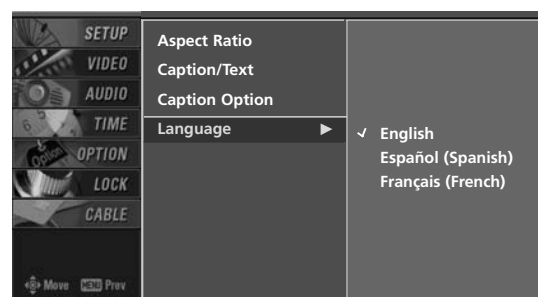 SETUP
VIDEO
AUDIO
TIME
OPTION
LOCK
CABLE
Move MENU Prev
Aspect Ratio
Caption/Text
Caption Option
Language ►
✓ English
Español (Spanish)
Français (French)